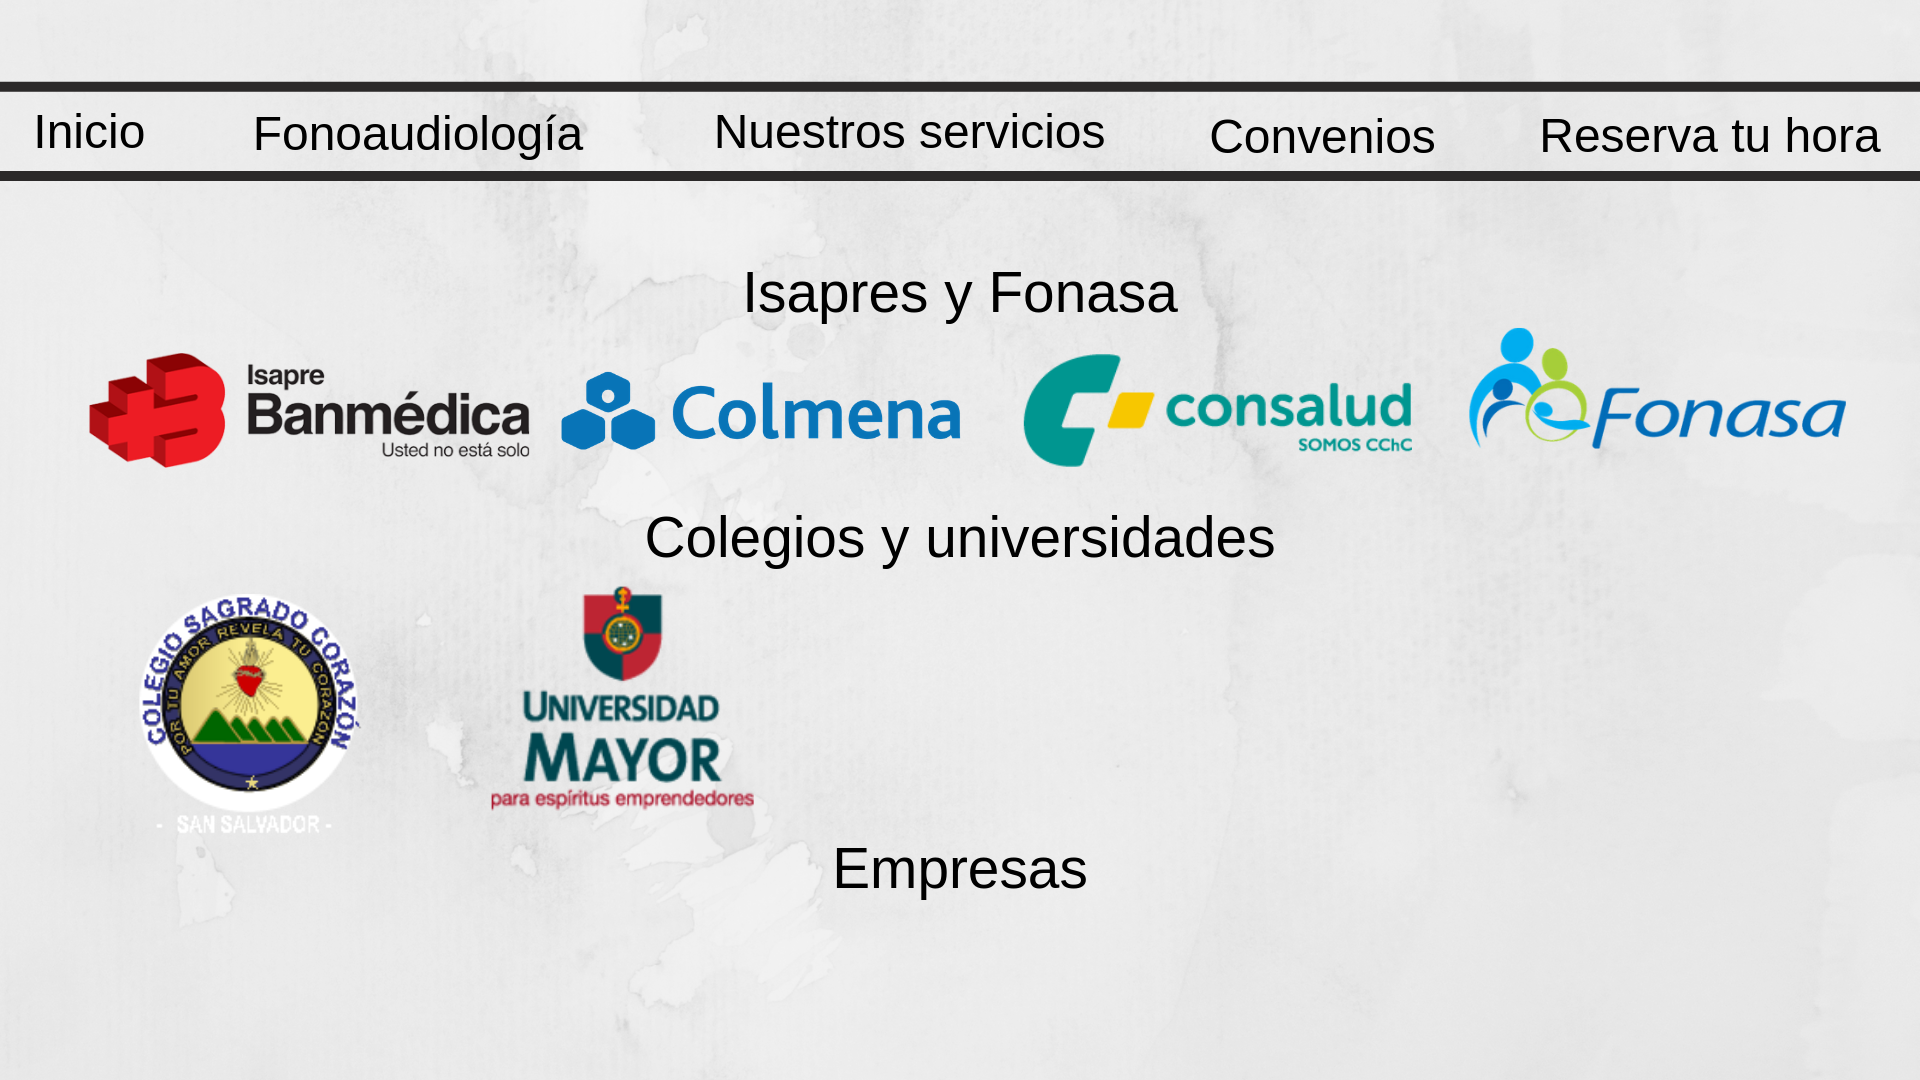 Inicio Fonoaudiología Nuestros servicios Convenios Reserva tu hora
Isapres y Fonasa
Isapre
Banmédica
Usted no está solo
Colmena
consalud
SOMOS CChC
Fonasa
Colegios y universidades
COLEGIO SAGRADO CORAZÓN
POR TU AMOR REVELA TU CORAZÓN
- SAN SALVADOR -
UNIVERSIDAD
MAYOR
para espíritus emprendedores
Empresas